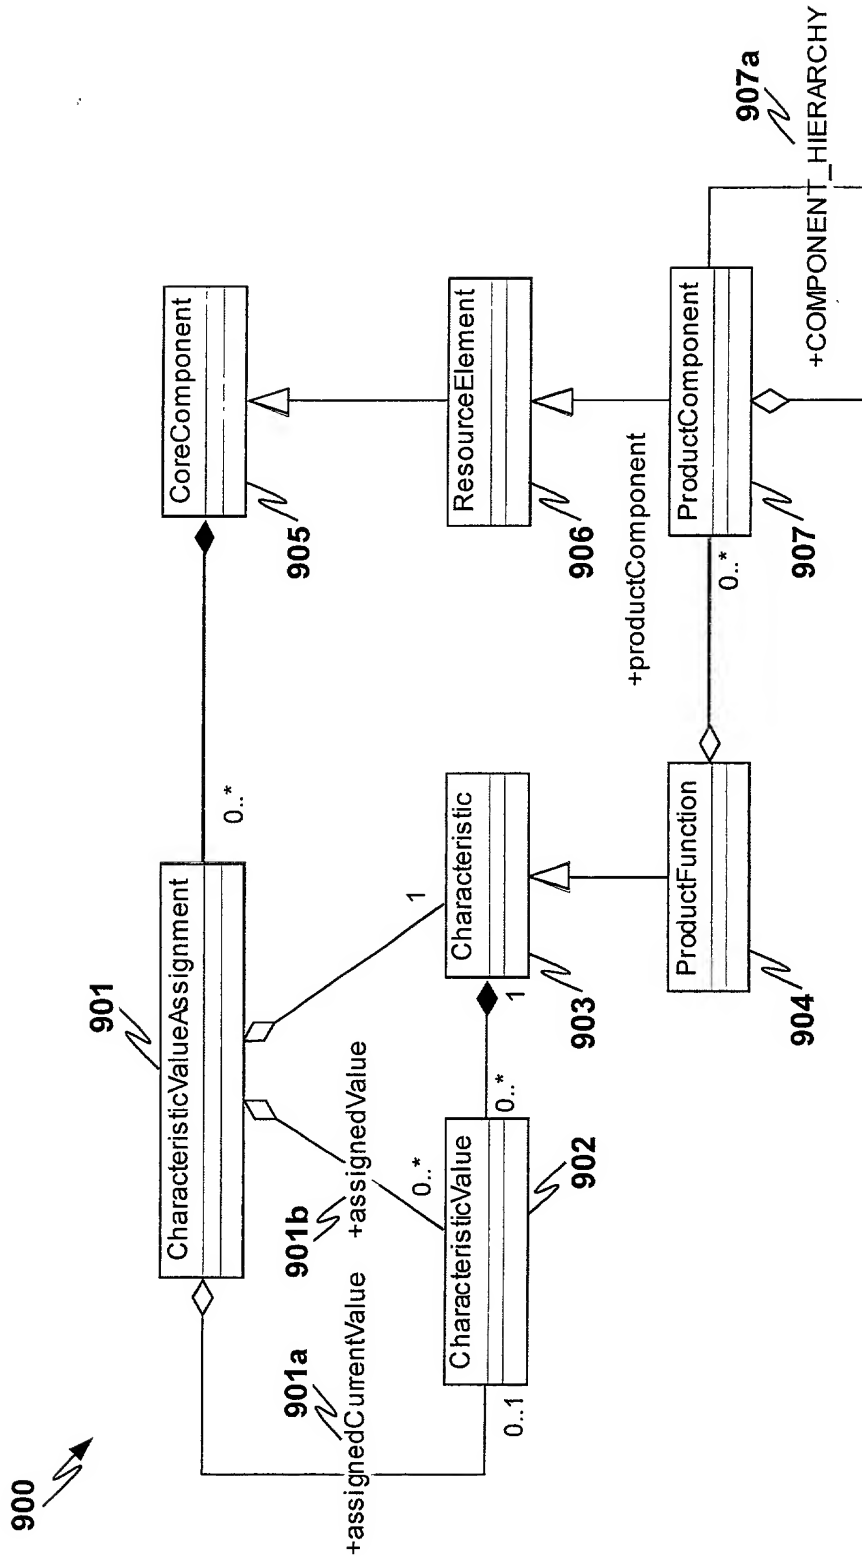 900
901
CharacteristicValueAssignment
CoreComponent
0..*
901a
901b
905
+assignedCurrentValue
+assignedValue
0..*
1
CharacteristicValue
Characteristic
ResourceElement
0..1
0..*
1
902
903
906
+productComponent
ProductFunction
ProductComponent
0..*
907a
904
907
+COMPONENT_HIERARCHY